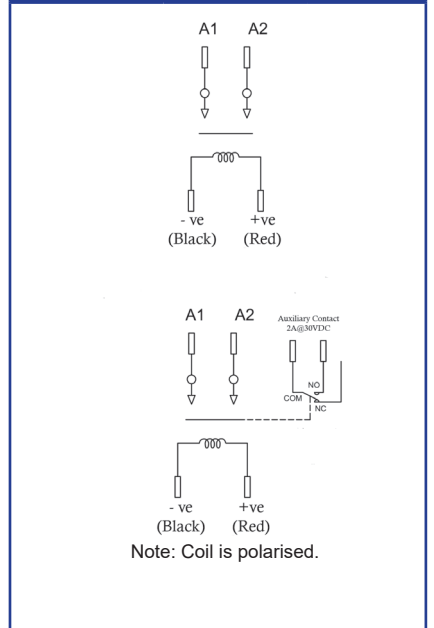 A1 A2
- ve +ve
(Black) (Red)
A1 A2 Auxiliary Contact
2A@30VDC
NO
COM
NC
- ve +ve
(Black) (Red)
Note: Coil is polarised.